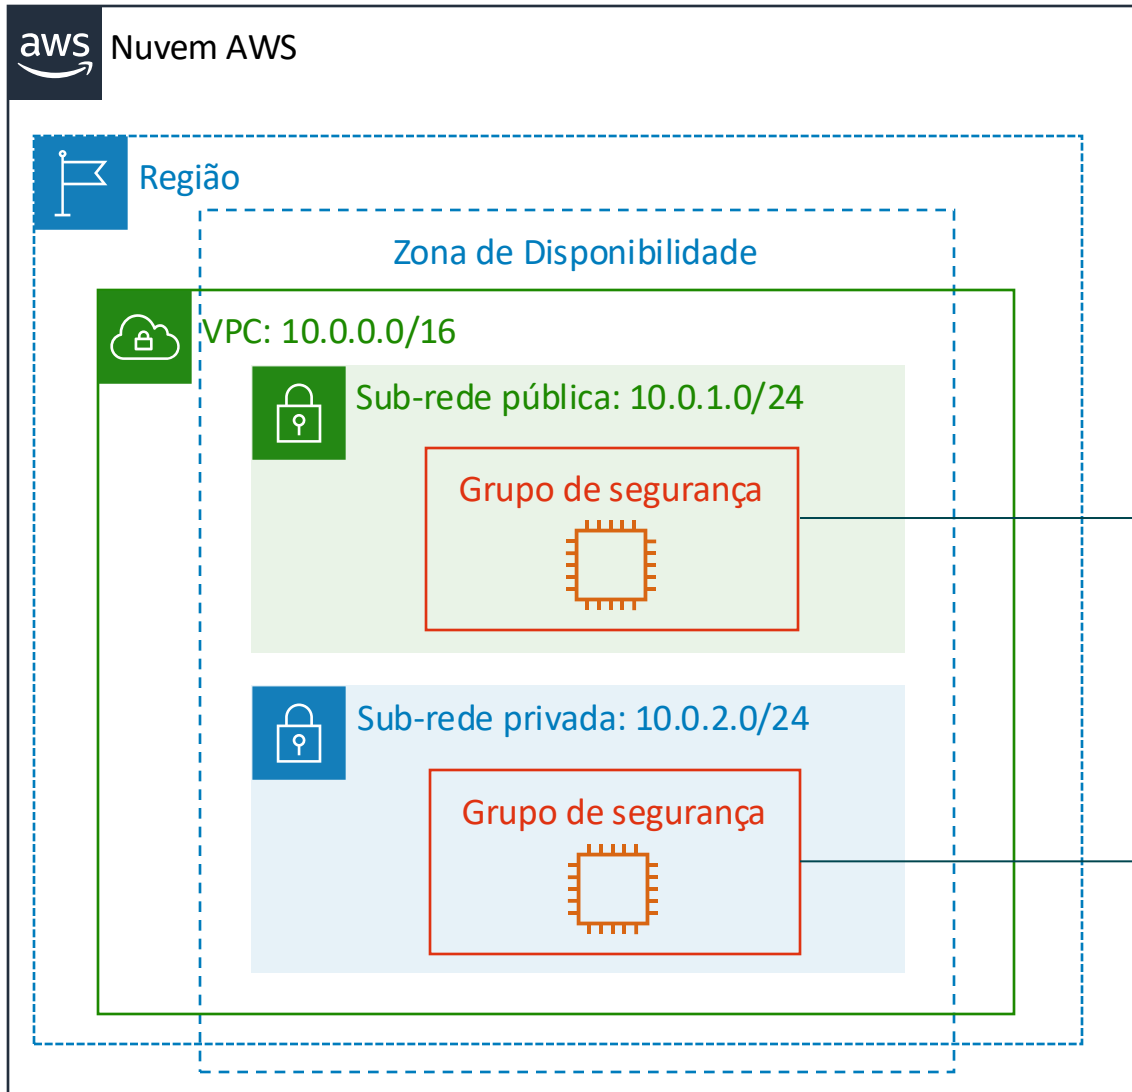 aws
Nuvem AWS
Região
Zona de Disponibilidade
VPC: 10.0.0.0/16
Sub-rede pública: 10.0.1.0/24
Grupo de segurança
Sub-rede privada: 10.0.2.0/24
Grupo de segurança